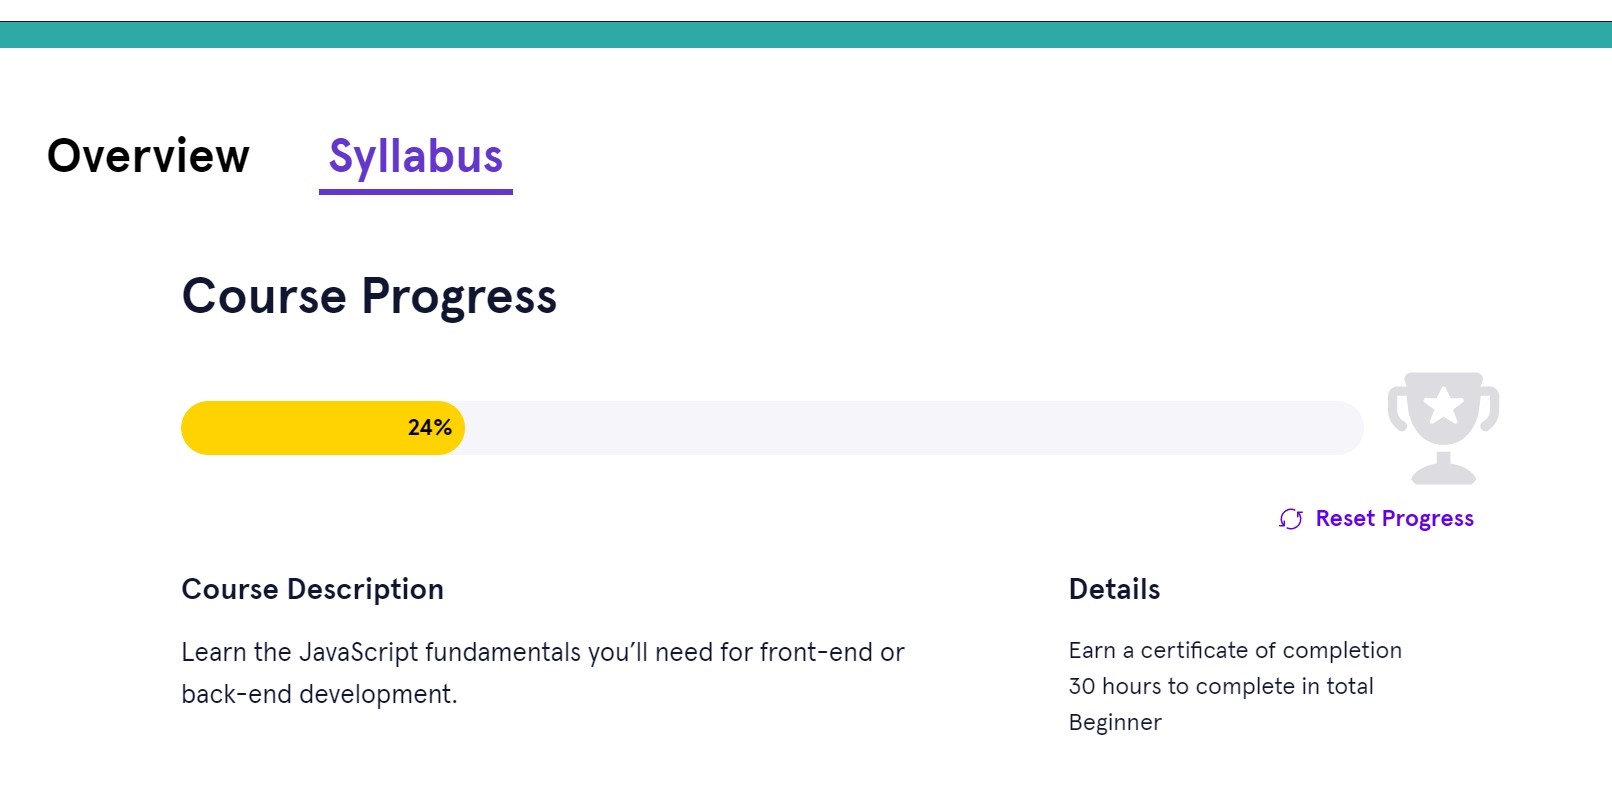 Overview
Syllabus
Course Progress
24%
Reset Progress
Course Description
Learn the JavaScript fundamentals you’ll need for front-end or
back-end development.
Details
Earn a certificate of completion
30 hours to complete in total
Beginner